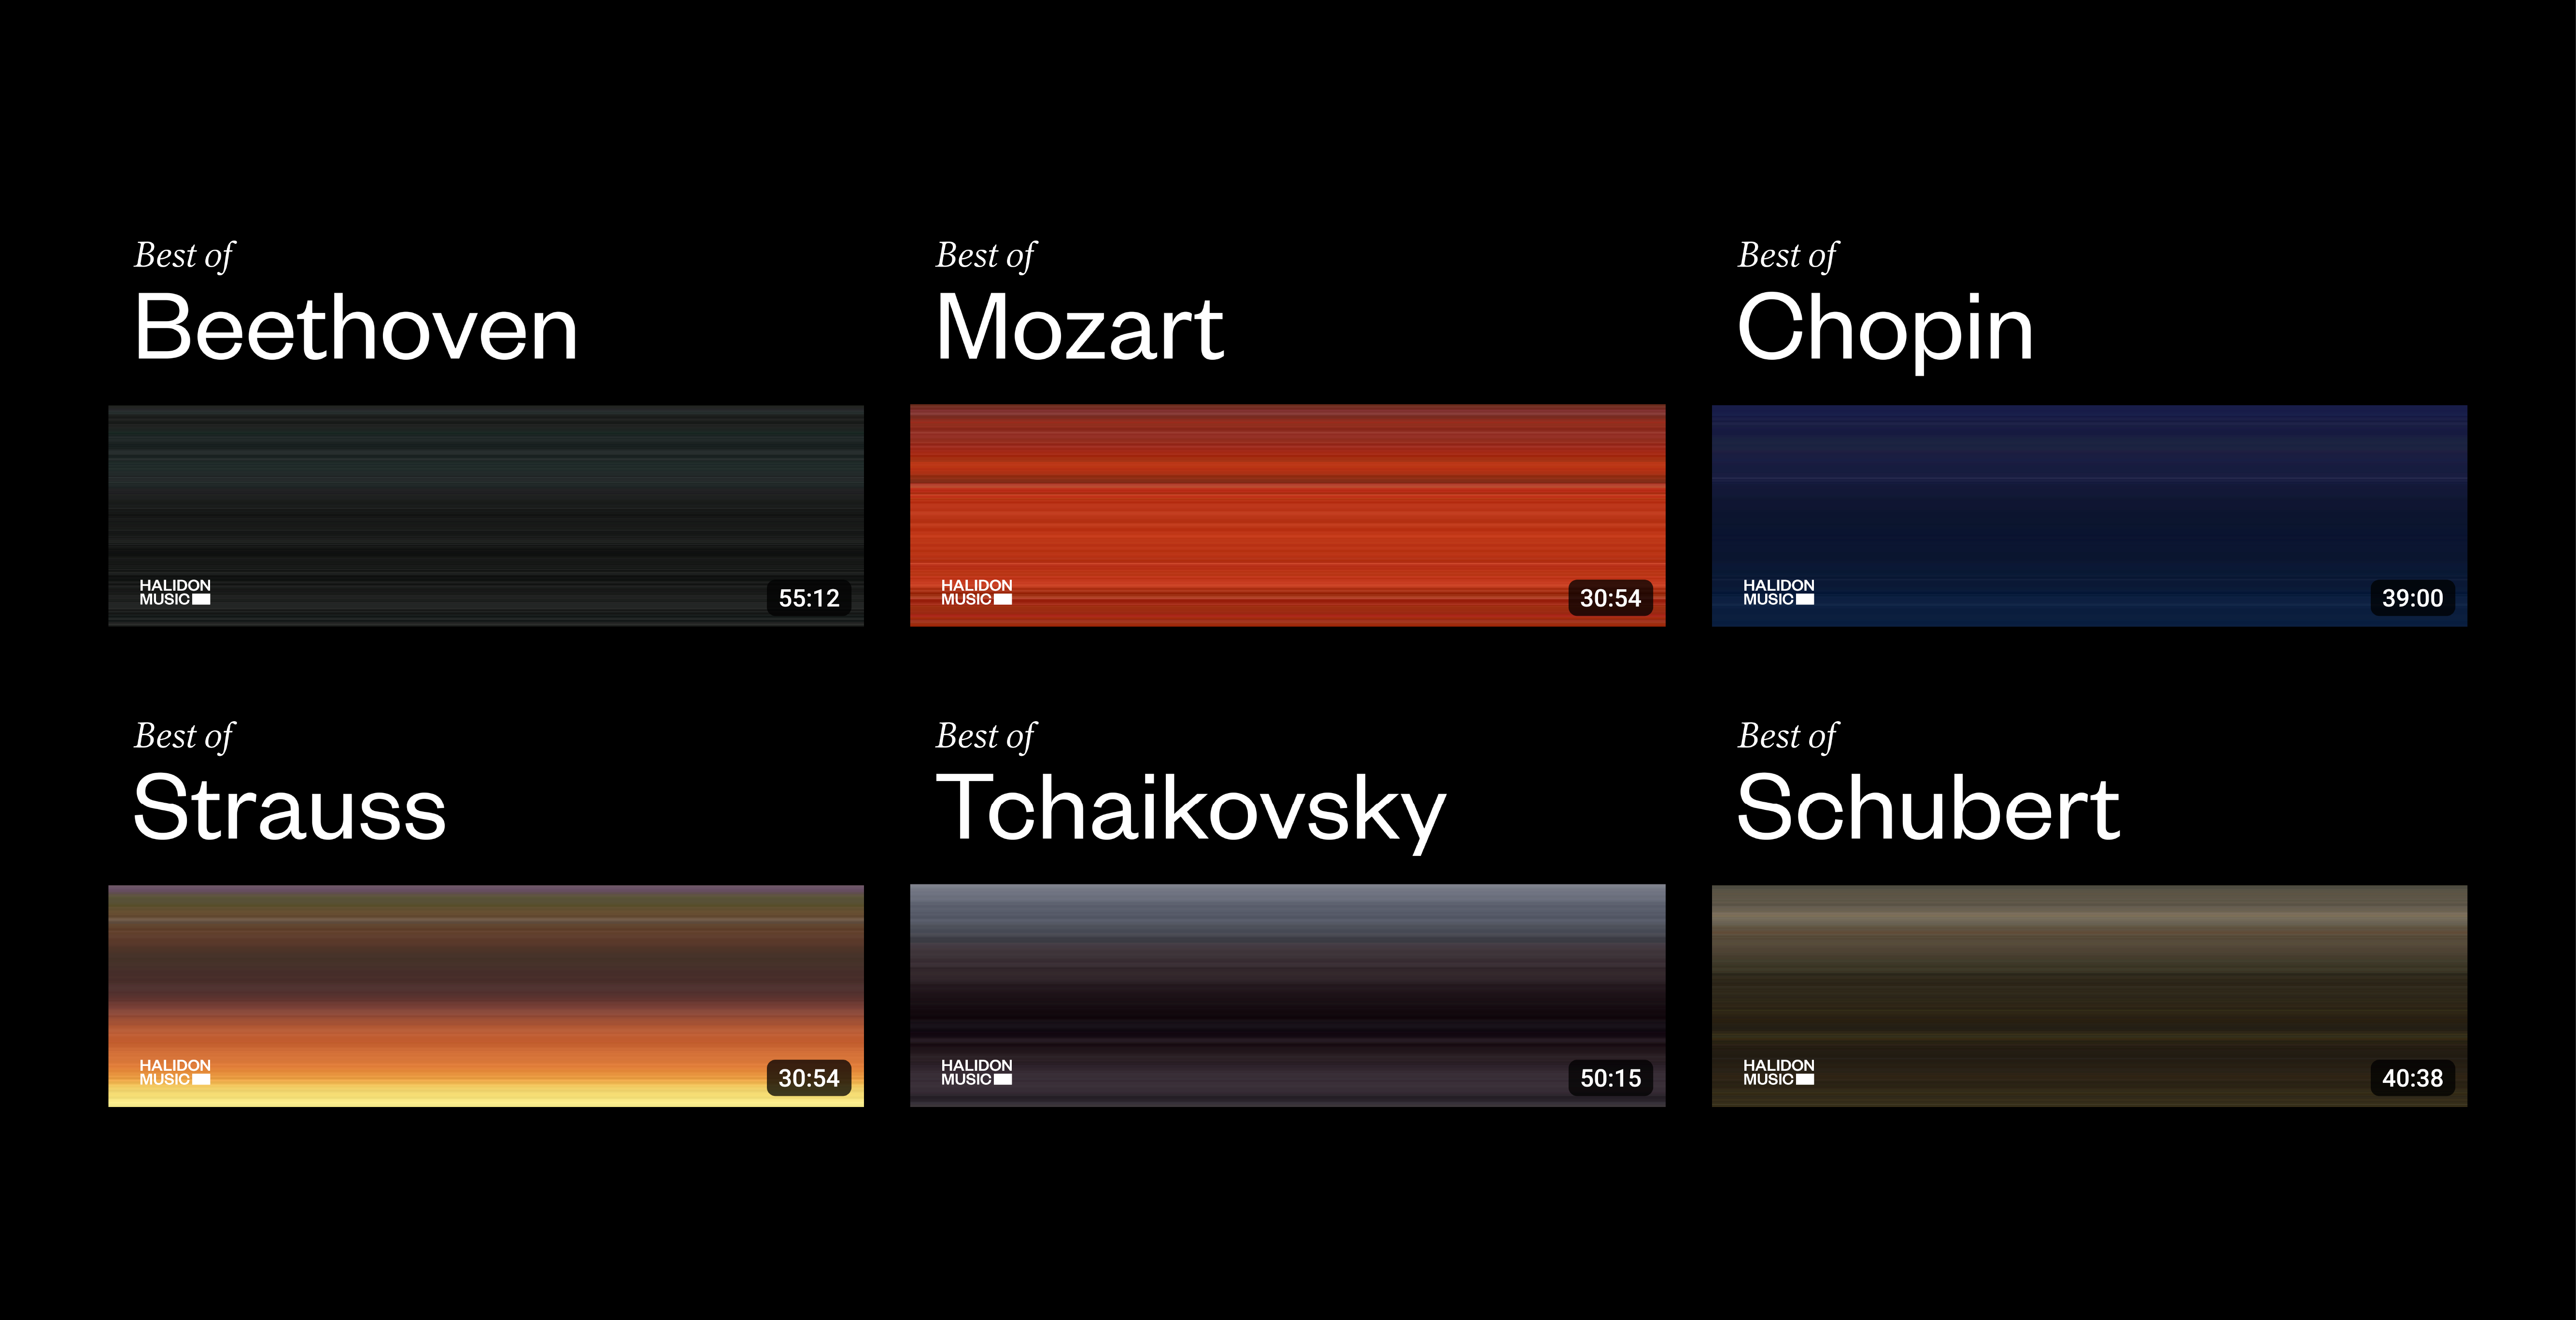 Best of
Beethoven
HALIDON
MUSIC
55:12
Best of
Mozart
HALIDON
MUSIC
30:54
Best of
Chopin
HALIDON
MUSIC
39:00
Best of
Strauss
HALIDON
MUSIC
30:54
Best of
Tchaikovsky
HALIDON
MUSIC
50:15
Best of
Schubert
HALIDON
MUSIC
40:38